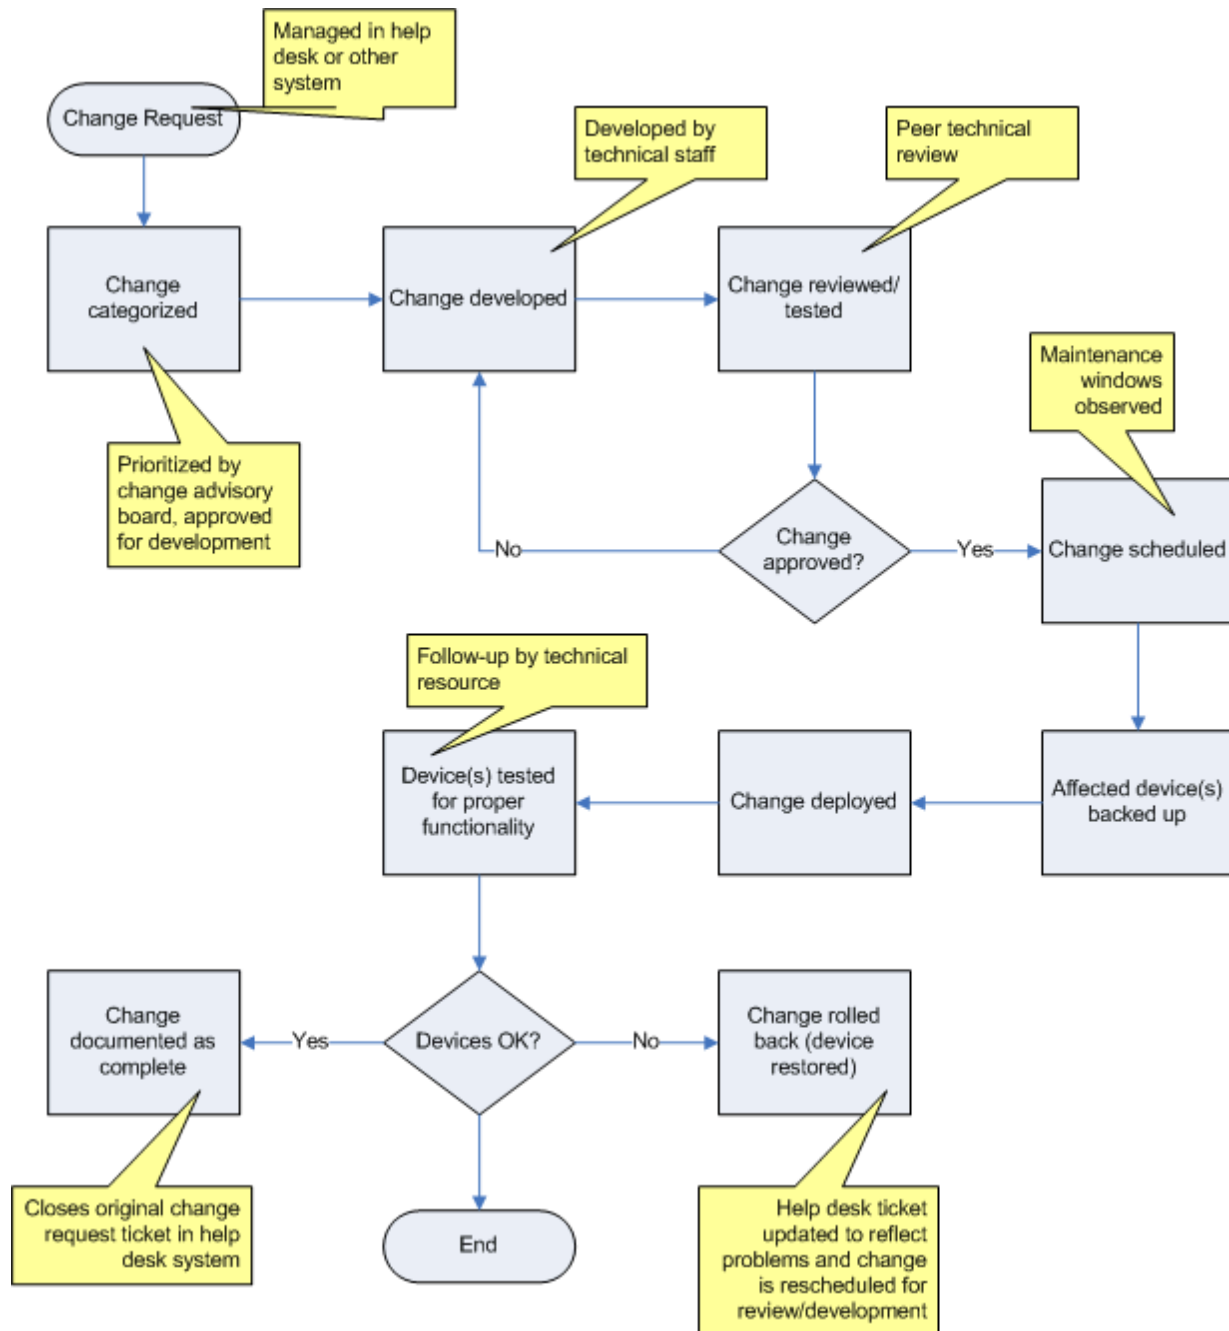 Managed in help
desk or other
system
Change Request
Developed by
technical staff
Peer technical
review
Change
categorized
Change developed
Change reviewed/
tested
Maintenance
windows
observed
Prioritized by
change advisory
board, approved
for development
No
Change
approved?
Yes
Change scheduled
Follow-up by technical
resource
Device(s) tested
for proper
functionality
Change deployed
Affected device(s)
backed up
Change
documented as
complete
Yes
Devices OK?
No
Change rolled
back (device
restored)
Closes original change
request ticket in help
desk system
End
Help desk ticket
updated to reflect
problems and change
is rescheduled for
review/development